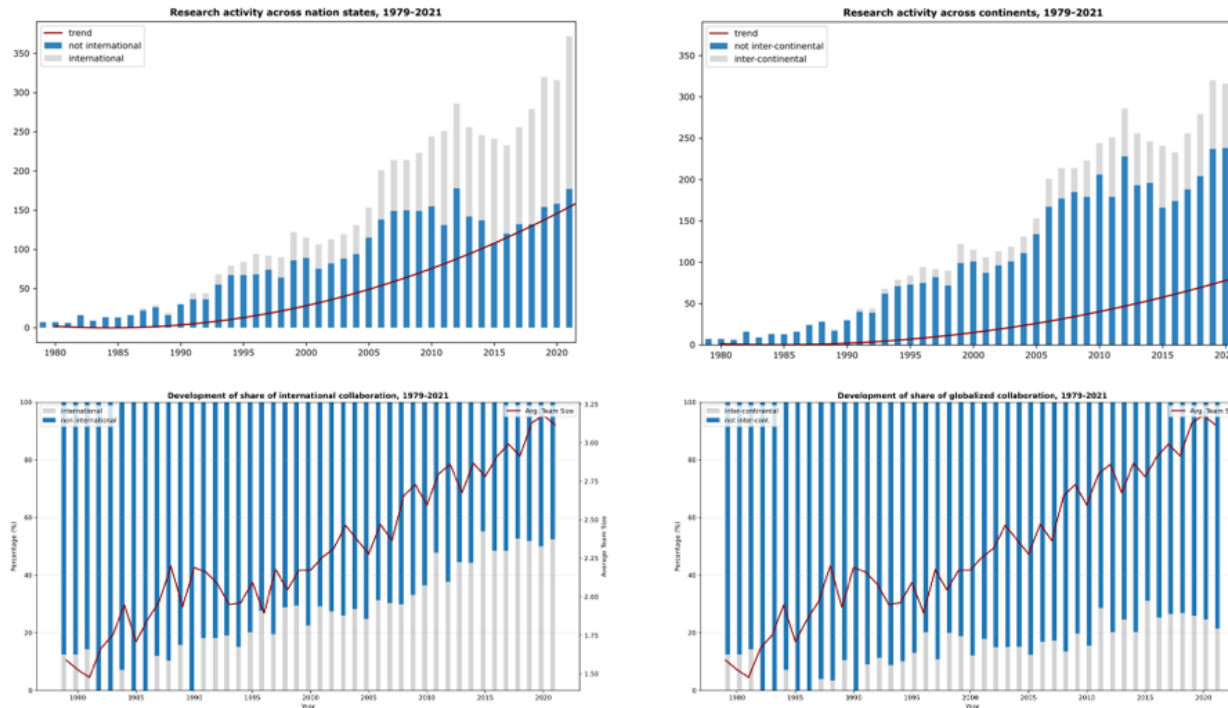 Research activity across nation states, 1979-2021
trend
not international
international
350
300
250
200
150
100
50
0
1980 1985 1990 1995 2000 2005 2010 2015 2020
Research activity across continents, 1979-2021
trend
not inter-continental
inter-continental
350
300
250
200
150
100
50
0
1980 1985 1990 1995 2000 2005 2010 2015 2020
Development of share of international collaboration, 1979-2021
international
non international
Avg. Team Size
Percentage (%)
100
80
60
40
20
0
3.25
3.00
2.75
2.50
2.25
2.00
1.75
1.50
Average Team Size
1980 1985 1990 1995 2000 2005 2010 2015 2020
Year
Development of share of globalized collaboration, 1979-2021
inter-continental
not inter-cont.
Avg. Team S
Percentage (%)
100
80
60
40
20
0
1980 1985 1990 1995 2000 2005 2010 2015 2020
Year